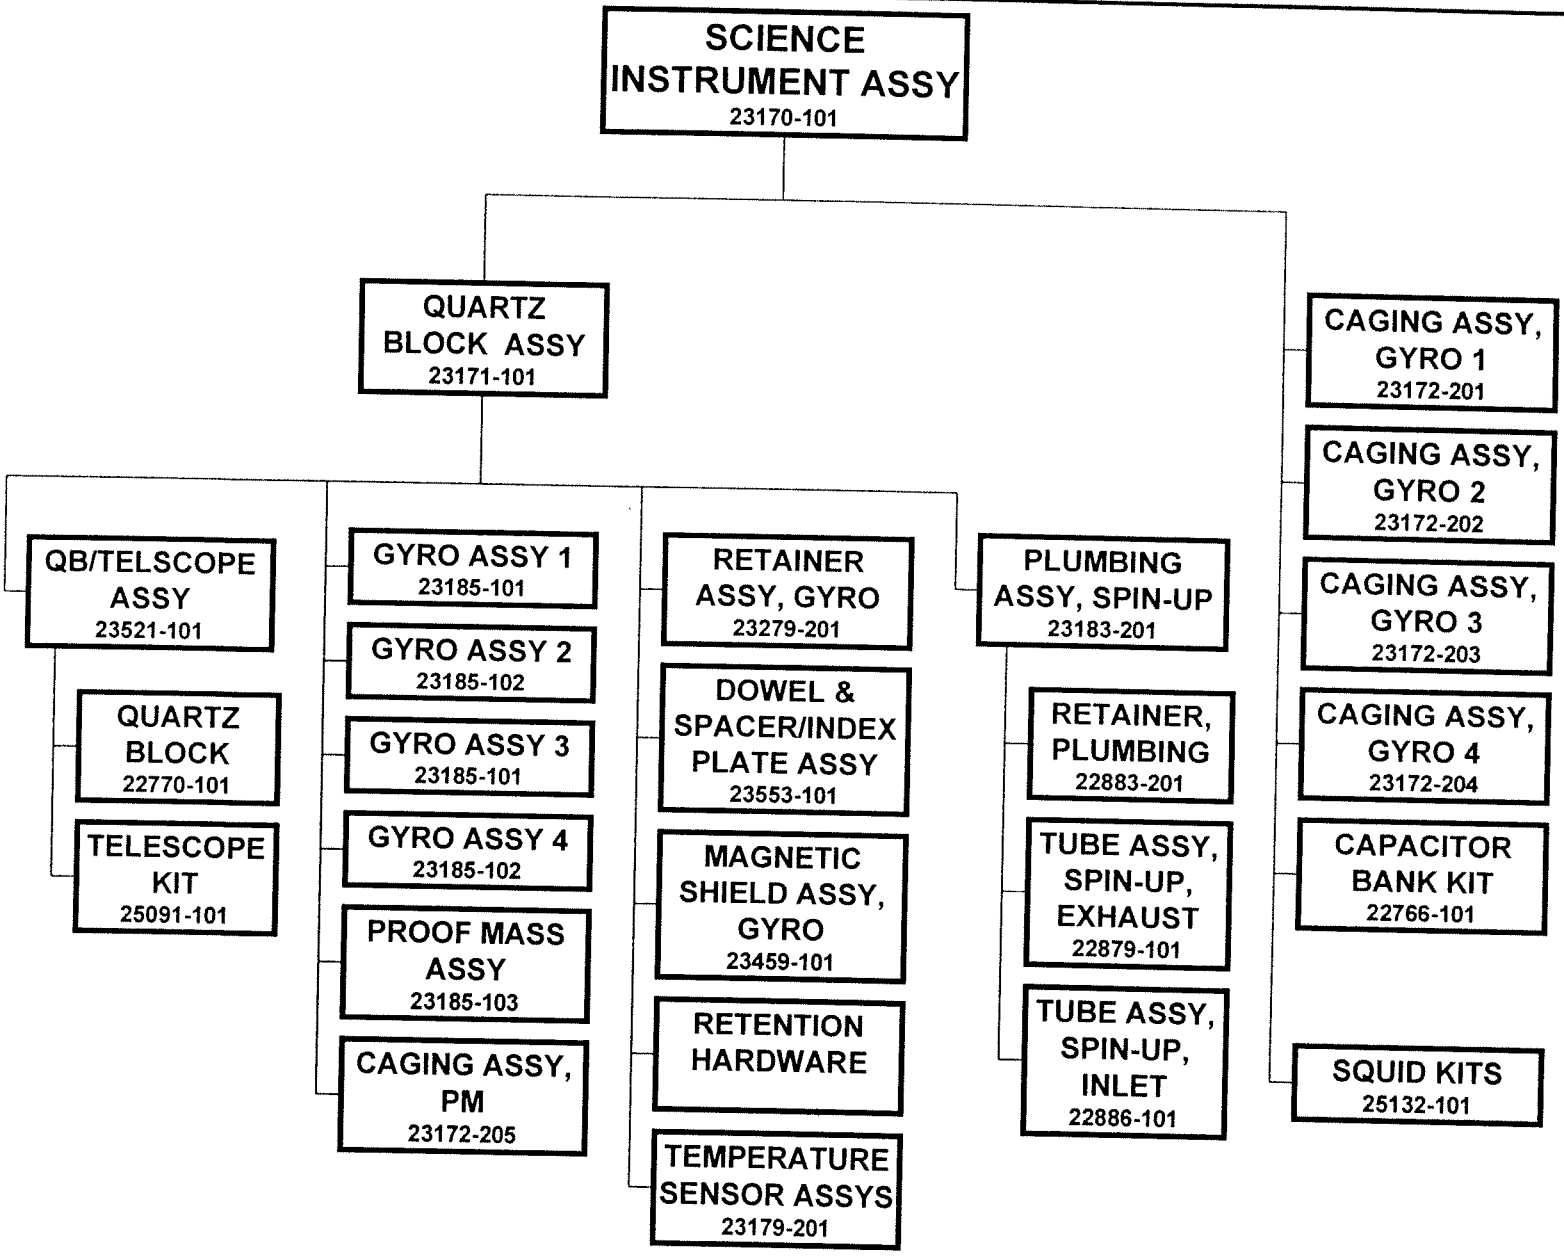 SCIENCE
INSTRUMENT ASSY
23170-101
QUARTZ
BLOCK ASSY
23171-101
QB/TELSCOPE
ASSY
23521-101
QUARTZ
BLOCK
22770-101
TELESCOPE
KIT
25091-101
GYRO ASSY 1
23185-101
GYRO ASSY 2
23185-102
GYRO ASSY 3
23185-101
GYRO ASSY 4
23185-102
PROOF MASS
ASSY
23185-103
CAGING ASSY,
PM
23172-205
RETAINER
ASSY, GYRO
23279-201
DOWEL &
SPACER/INDEX
PLATE ASSY
23553-101
MAGNETIC
SHIELD ASSY,
GYRO
23459-101
RETENTION
HARDWARE
TEMPERATURE
SENSOR ASSYS
23179-201
PLUMBING
ASSY, SPIN-UP
23183-201
RETAINER,
PLUMBING
22883-201
TUBE ASSY,
SPIN-UP,
EXHAUST
22879-101
TUBE ASSY,
SPIN-UP,
INLET
22886-101
CAGING ASSY,
GYRO 1
23172-201
CAGING ASSY,
GYRO 2
23172-202
CAGING ASSY,
GYRO 3
23172-203
CAGING ASSY,
GYRO 4
23172-204
CAPACITOR
BANK KIT
22766-101
SQUID KITS
25132-101